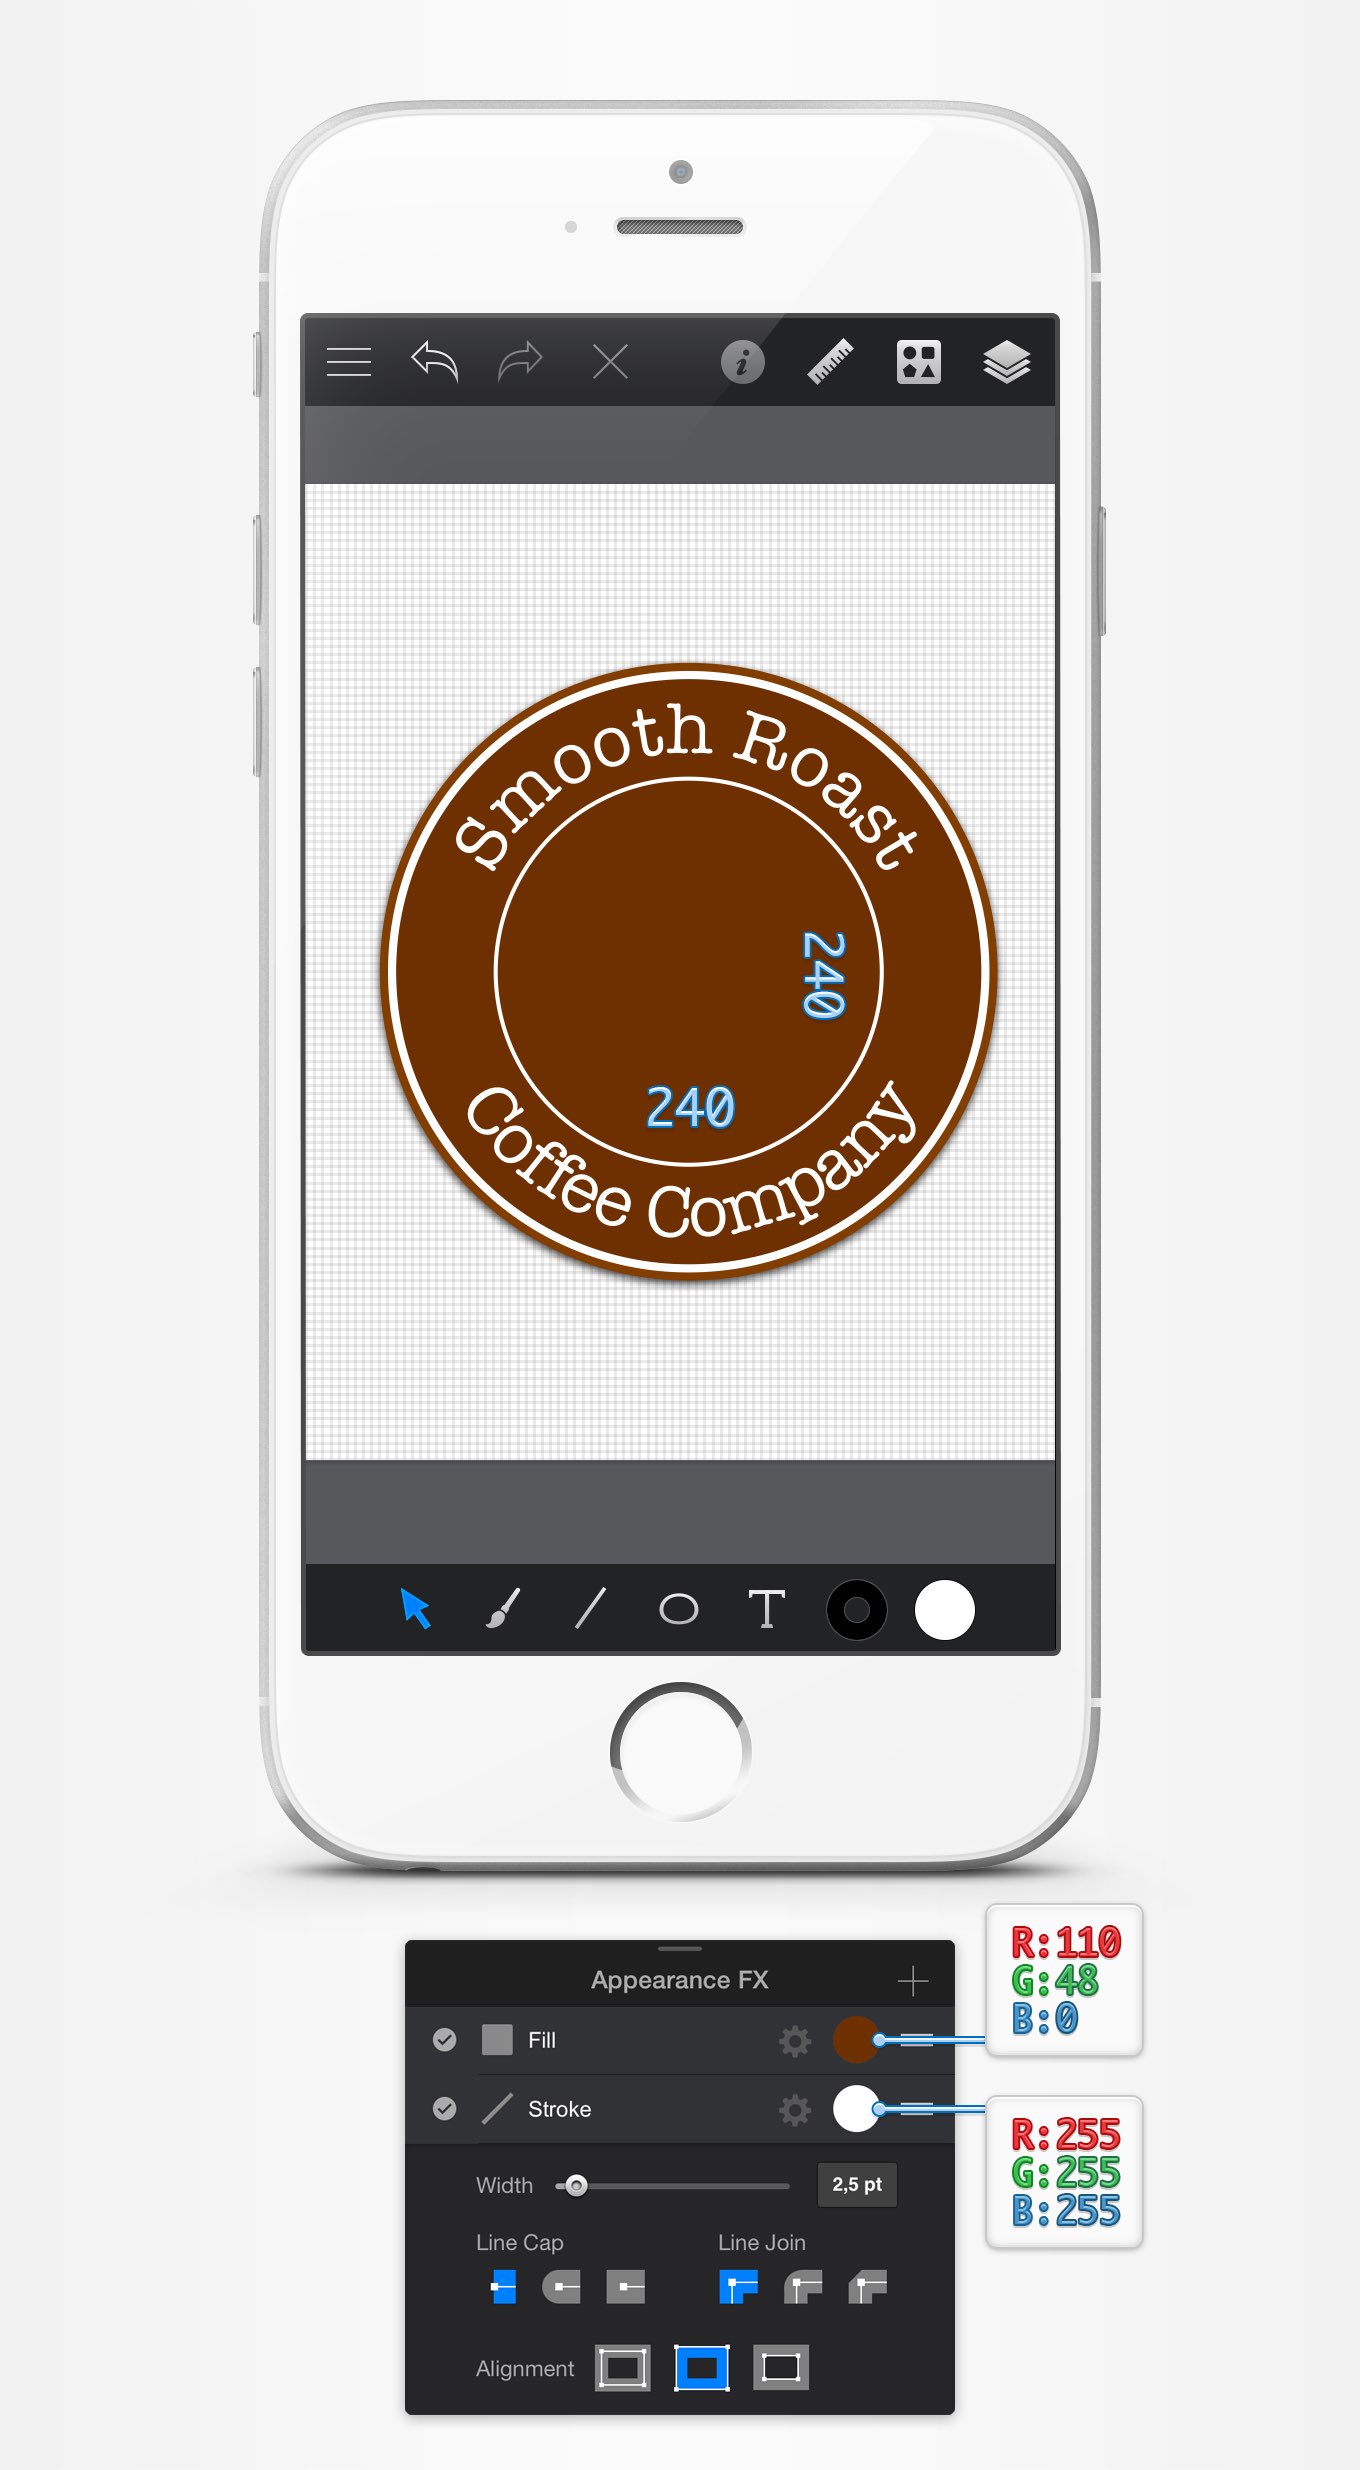 Smooth Roast
240
240
Coffee Company
T
R:110
G:48
B:0
Appearance FX
Fill
Stroke
R:255
G:255
B:255
Width 2,5 pt
Line Cap Line Join
Alignment